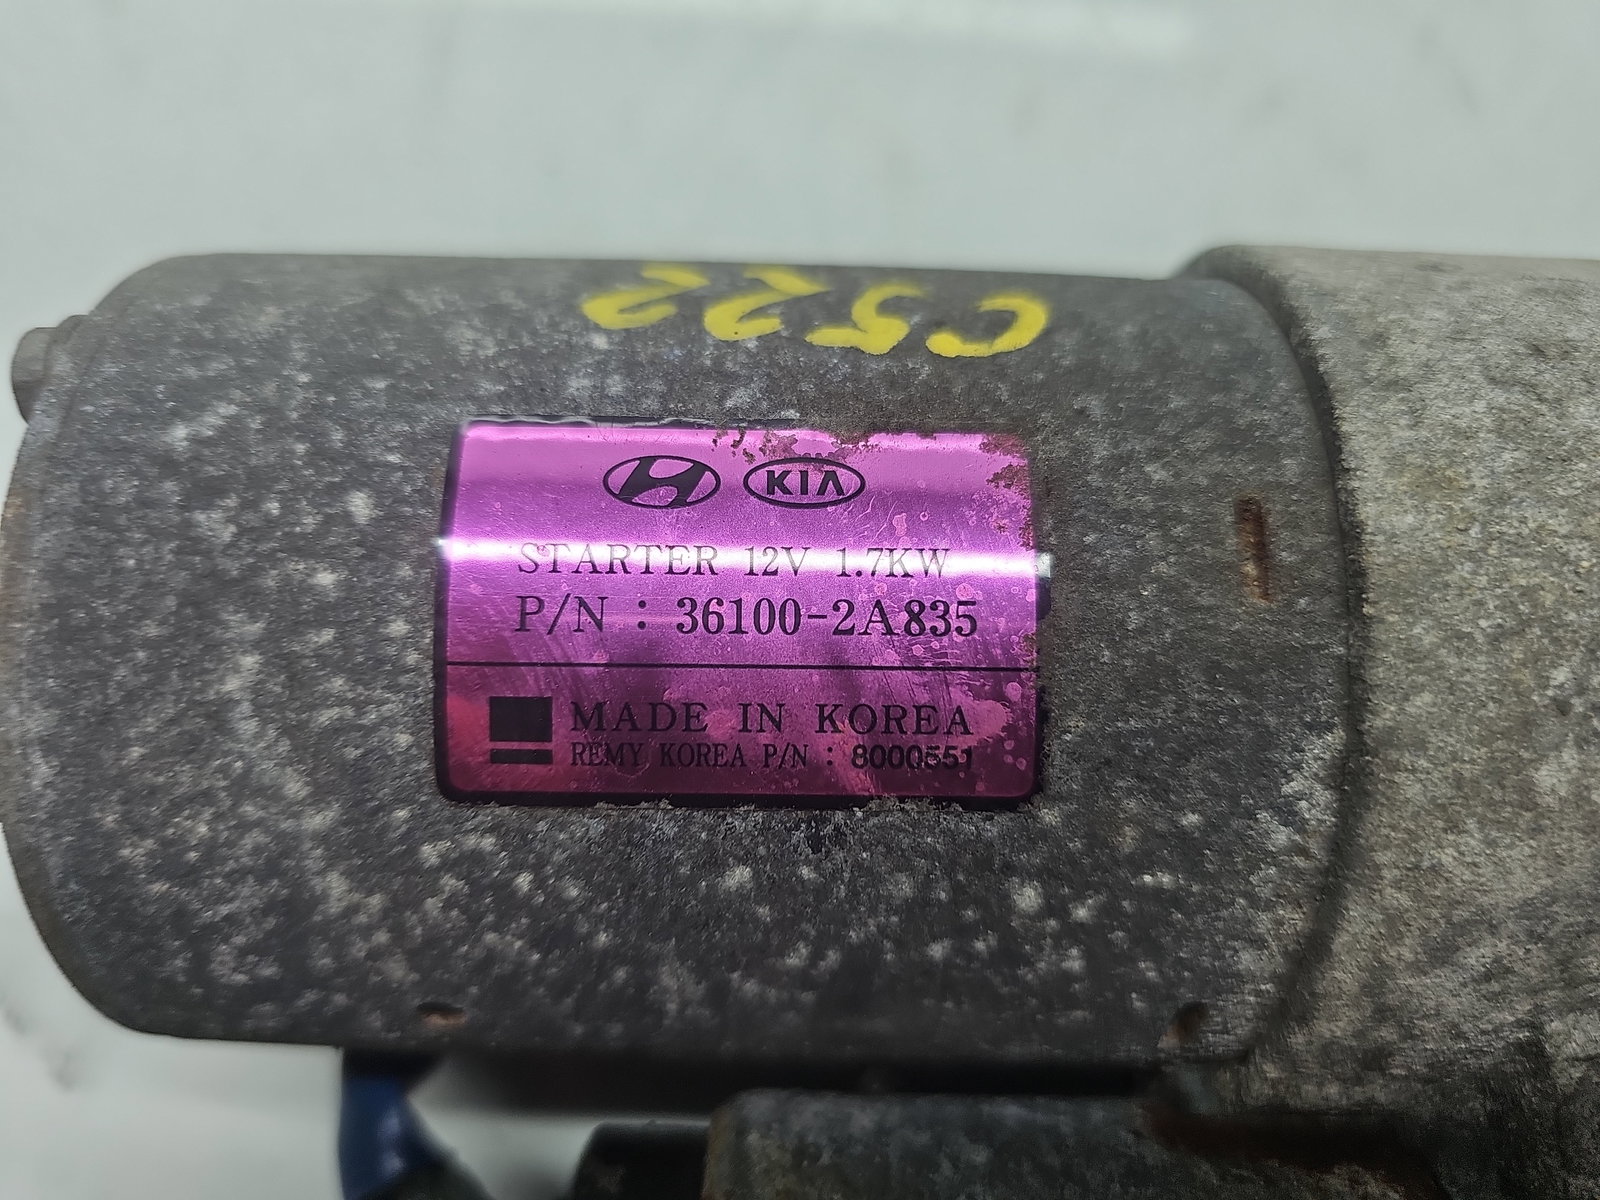 C522
KIA
STARTER 12V 1.7KW
P/N : 36100-2A835
MADE IN KOREA
REMY KOREA P/N : 8000551